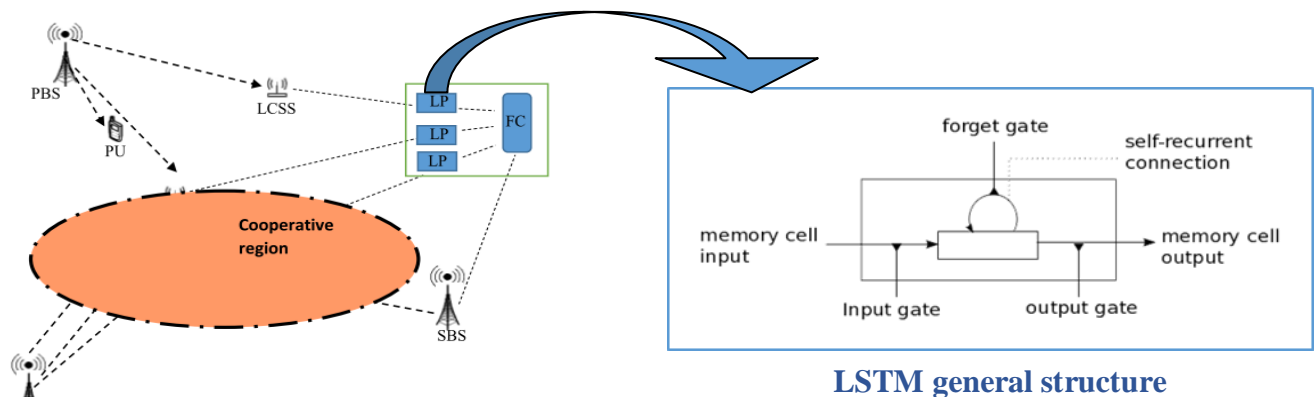 PBS
LCSS
PU
LP
LP
LP
FC
Cooperative
region
SBS
forget gate
self-recurrent
connection
memory cell
input
memory cell
output
Input gate
output gate
LSTM general structure